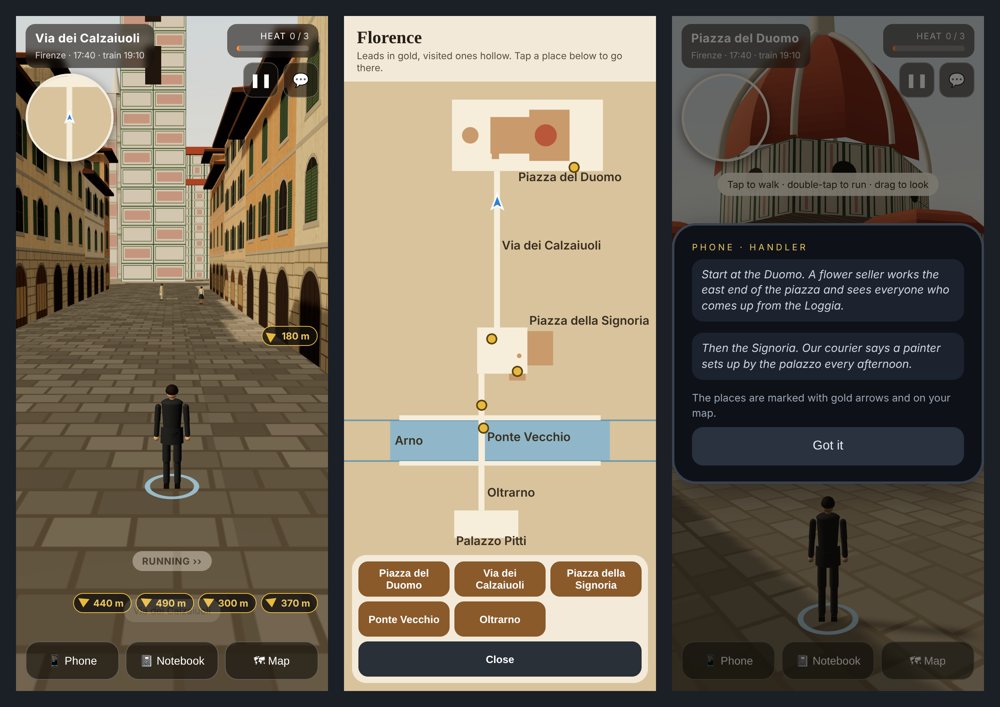 Via dei Calzaiuoli
Firenze · 17:40 · train 19:10
HEAT 0 / 3
180 m
RUNNING ››
440 m
490 m
300 m
370 m
Phone
Notebook
Map
Florence
Leads in gold, visited ones hollow. Tap a place below to go
there.
Piazza del Duomo
Via dei Calzaiuoli
Piazza della Signoria
Arno
Ponte Vecchio
Oltrarno
Palazzo Pitti
Piazza del
Duomo
Via dei
Calzaiuoli
Piazza della
Signoria
Ponte Vecchio
Oltrarno
Close
Piazza del Duomo
Firenze · 17:40 · train 19:10
HEAT 0 / 3
Tap to walk · double-tap to run · drag to look
PHONE · HANDLER
Start at the Duomo. A flower seller works the
east end of the piazza and sees everyone who
comes up from the Loggia.
Then the Signoria. Our courier says a painter
sets up by the palazzo every afternoon.
The places are marked with gold arrows and on your
map.
Got it
Phone
Notebook
Map